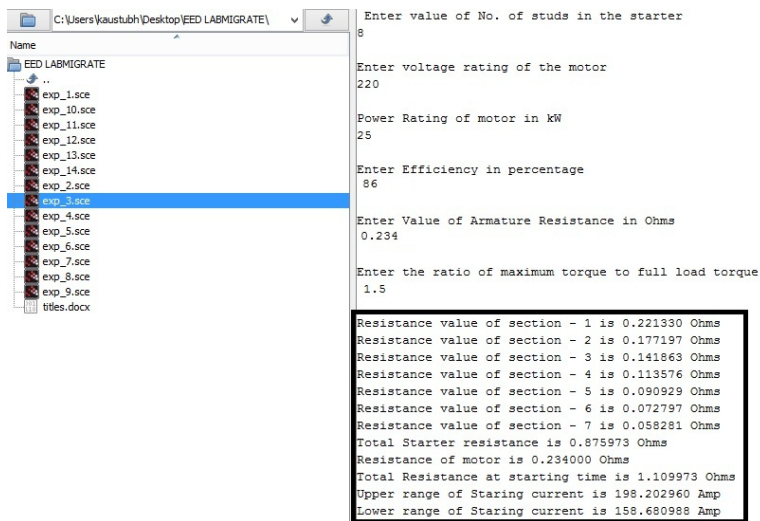 C:\Users\kaustubh\Desktop\EED LABMIGRATE\
Name
EED LABMIGRATE
..
exp_1.sce
exp_10.sce
exp_11.sce
exp_12.sce
exp_13.sce
exp_14.sce
exp_2.sce
exp_3.sce
exp_4.sce
exp_5.sce
exp_6.sce
exp_7.sce
exp_8.sce
exp_9.sce
titles.docx
Enter value of No. of studs in the starter
8
Enter voltage rating of the motor
220
Power Rating of motor in kW
25
Enter Efficiency in percentage
86
Enter Value of Armature Resistance in Ohms
0.234
Enter the ratio of maximum torque to full load torque
1.5
Resistance value of section - 1 is 0.221330 Ohms
Resistance value of section - 2 is 0.177197 Ohms
Resistance value of section - 3 is 0.141863 Ohms
Resistance value of section - 4 is 0.113576 Ohms
Resistance value of section - 5 is 0.090929 Ohms
Resistance value of section - 6 is 0.072797 Ohms
Resistance value of section - 7 is 0.058281 Ohms
Total Starter resistance is 0.875973 Ohms
Resistance of motor is 0.234000 Ohms
Total Resistance at starting time is 1.109973 Ohms
Upper range of Staring current is 198.202960 Amp
Lower range of Staring current is 158.680988 Amp